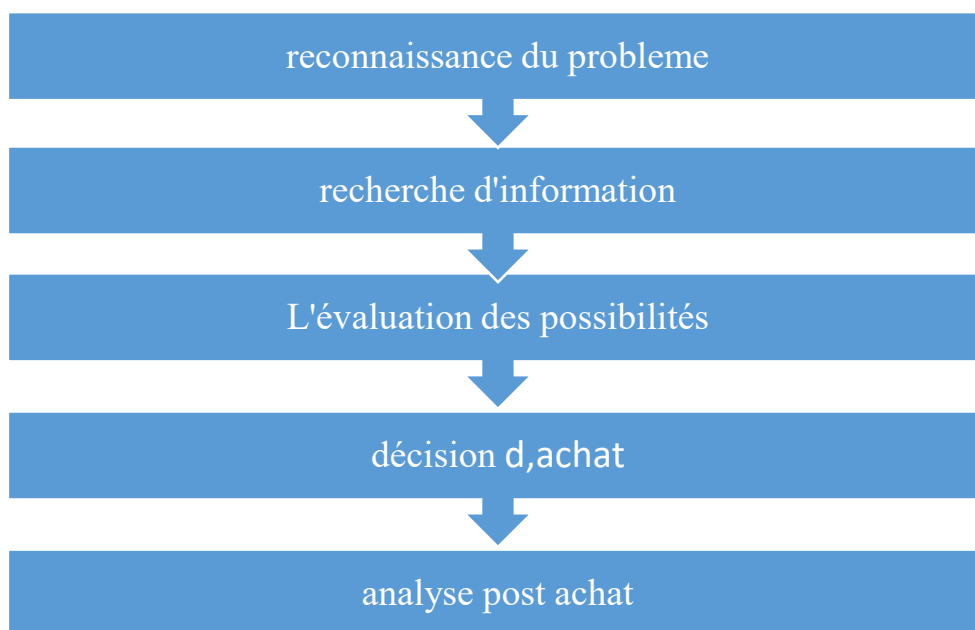 reconnaissance du probleme
recherche d'information
L'évaluation des possibilités
décision d,achat
analyse post achat